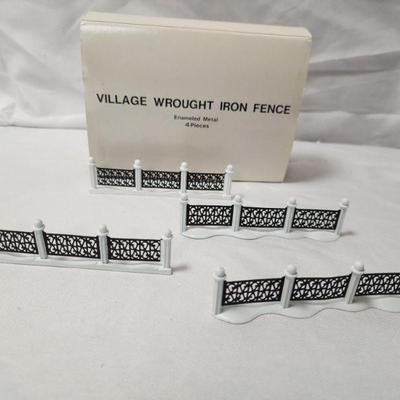 VILLAGE WROUGHT IRON FENCE
Enameled Metal
4 Pieces